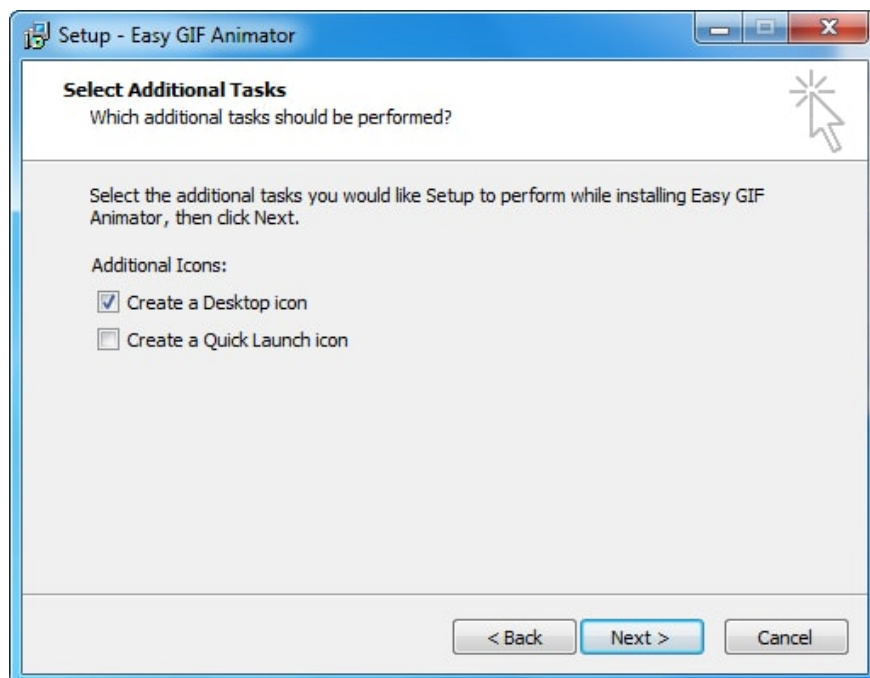 Setup - Easy GIF Animator
Select Additional Tasks
Which additional tasks should be performed?
Select the additional tasks you would like Setup to perform while installing Easy GIF
Animator, then click Next.
Additional Icons:
Create a Desktop icon
Create a Quick Launch icon
< Back
Next >
Cancel